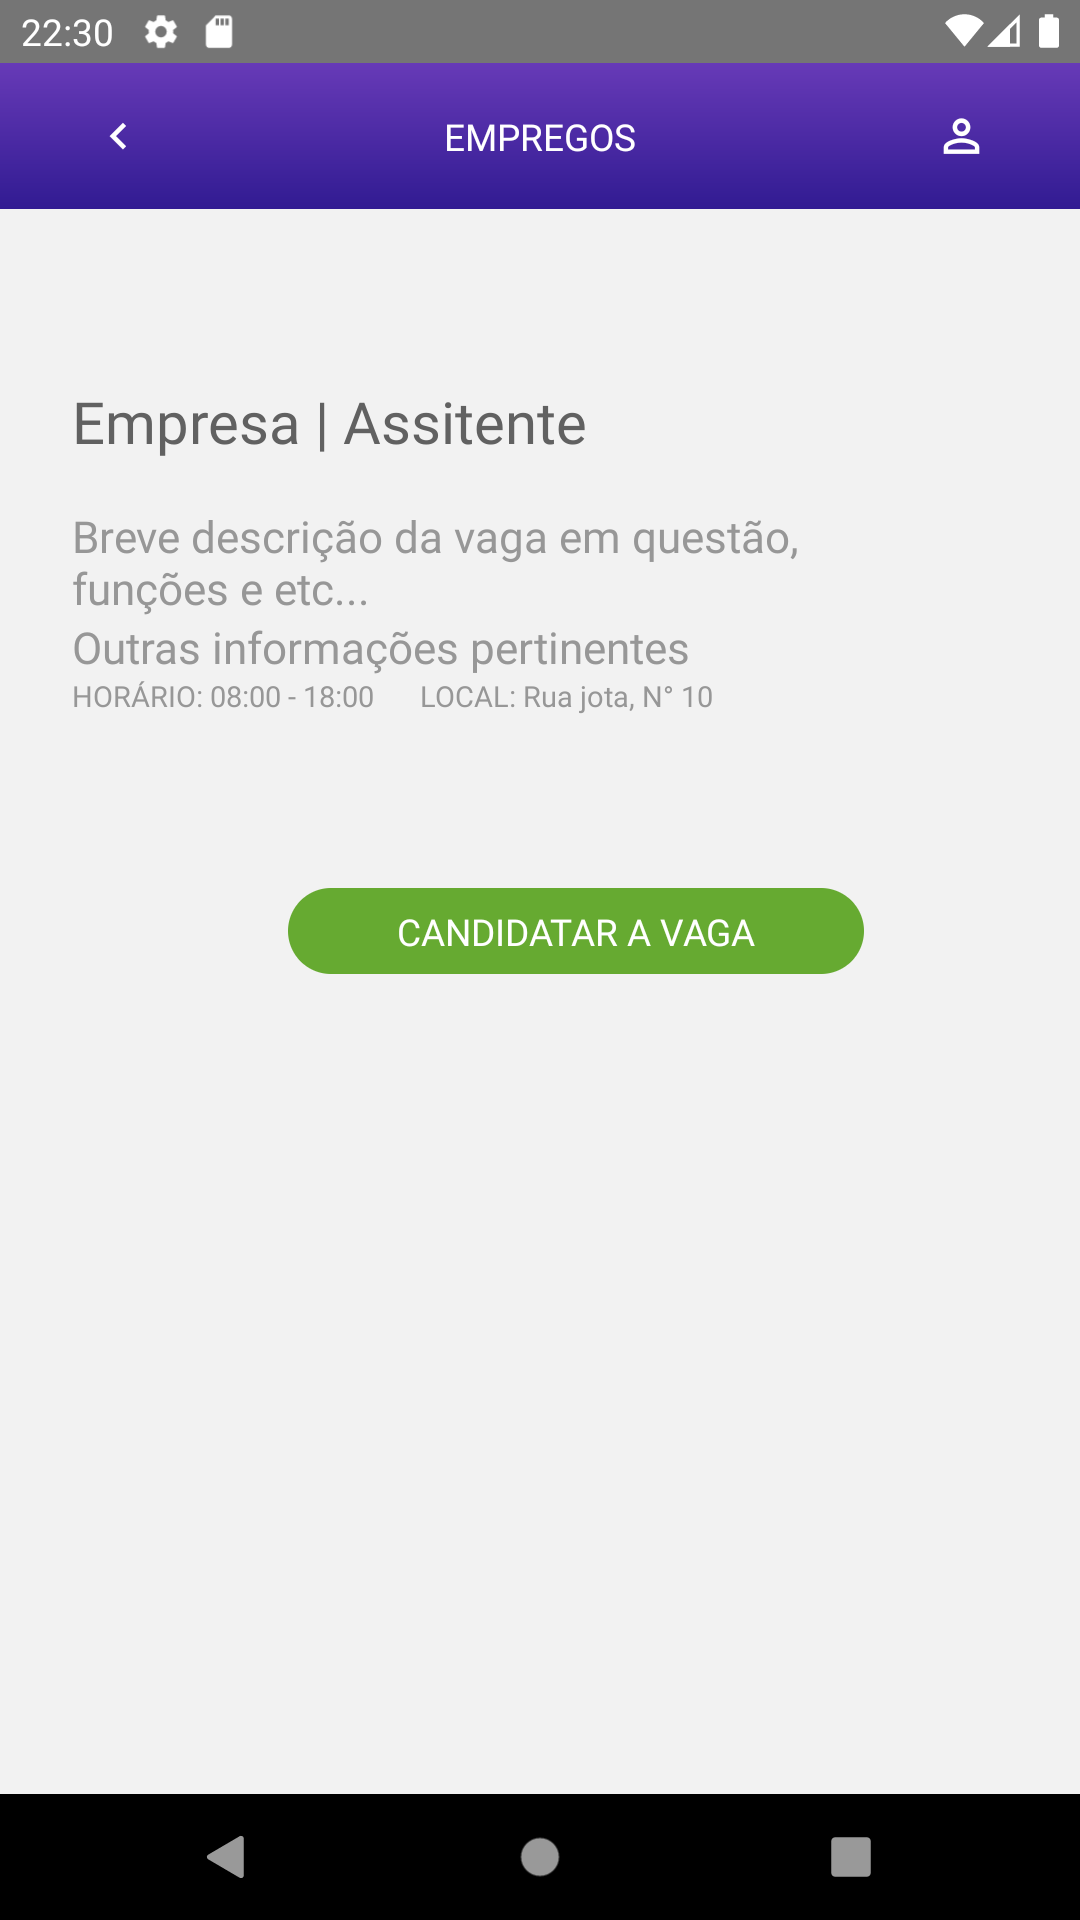 22:30
EMPREGOS
Empresa | Assitente
Breve descrição da vaga em questão,
funções e etc...
Outras informações pertinentes
HORÁRIO: 08:00 - 18:00 LOCAL: Rua jota, N° 10
CANDIDATAR A VAGA